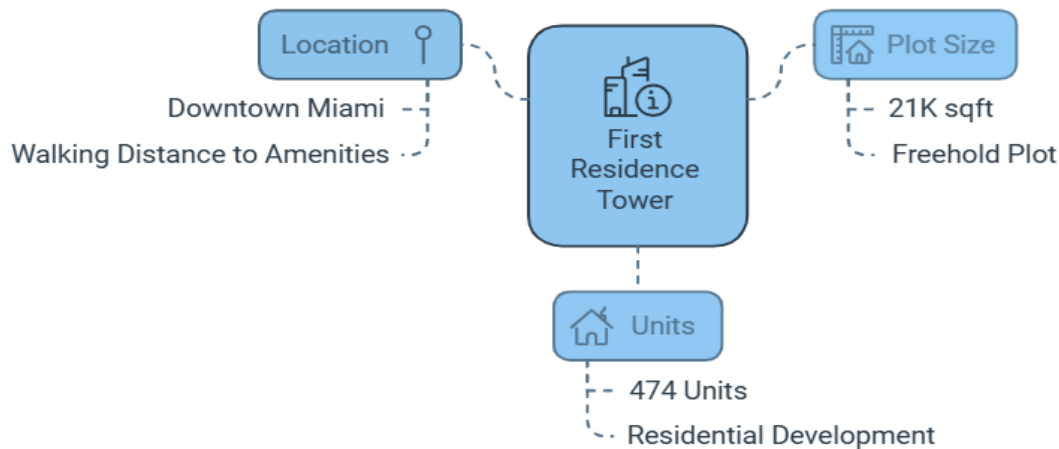 Location
Downtown Miami
Walking Distance to Amenities
First
Residence
Tower
Plot Size
21K sqft
Freehold Plot
Units
474 Units
Residential Development